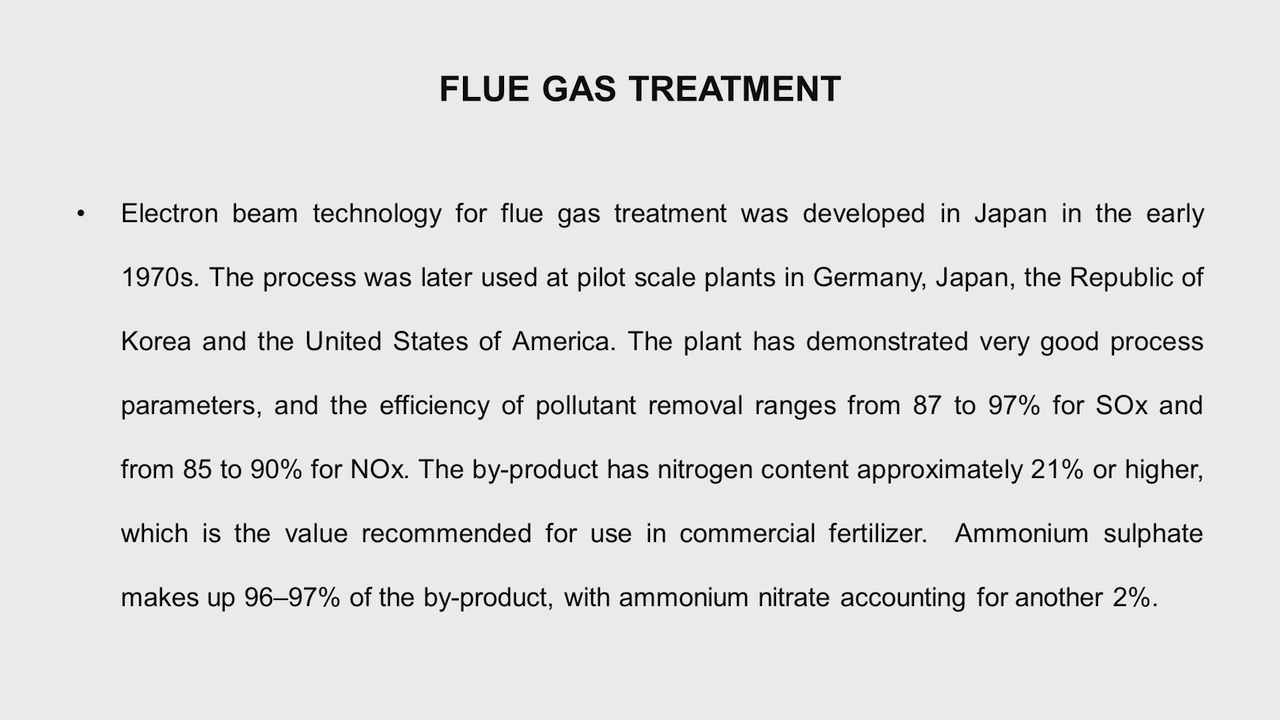 FLUE GAS TREATMENT
• Electron beam technology for flue gas treatment was developed in Japan in the early
1970s. The process was later used at pilot scale plants in Germany, Japan, the Republic of
Korea and the United States of America. The plant has demonstrated very good process
parameters, and the efficiency of pollutant removal ranges from 87 to 97% for SOx and
from 85 to 90% for NOx. The by-product has nitrogen content approximately 21% or higher,
which is the value recommended for use in commercial fertilizer.  Ammonium sulphate
makes up 96–97% of the by-product, with ammonium nitrate accounting for another 2%.